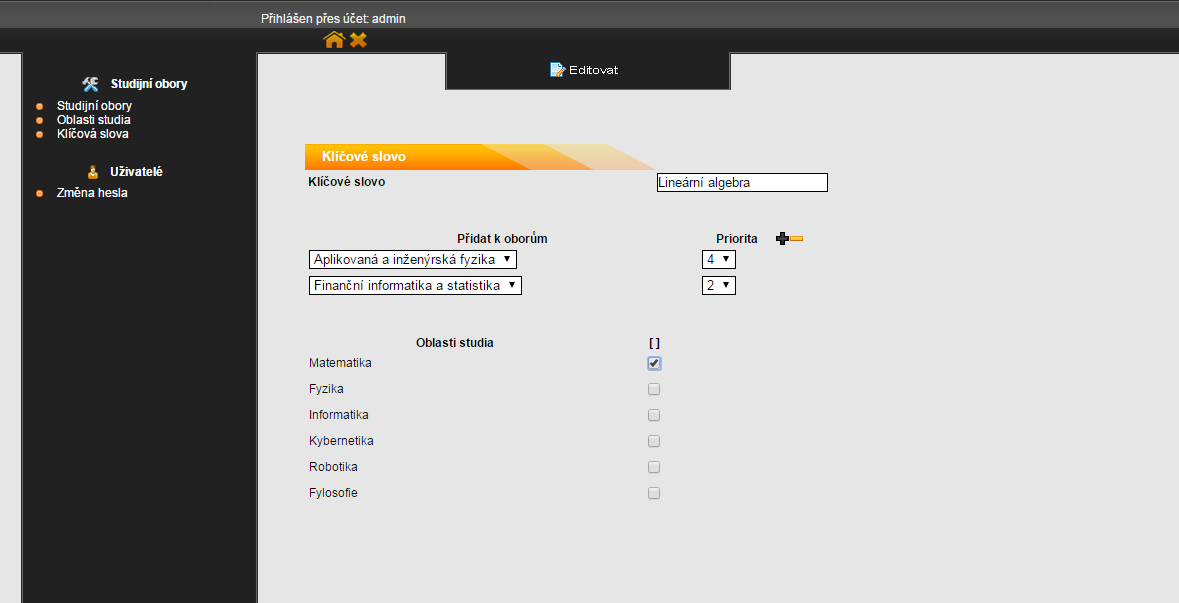 Přihlášen přes účet: admin
Editovat
Studijní obory
Studijní obory
Oblasti studia
Klíčová slova
Uživatelé
Změna hesla
Klíčové slovo
Klíčové slovo Lineární algebra
Přidat k oborům Priorita
Aplikovaná a inženýrská fyzika 4
Finanční informatika a statistika 2
Oblasti studia []
Matematika
Fyzika
Informatika
Kybernetika
Robotika
Fylosofie